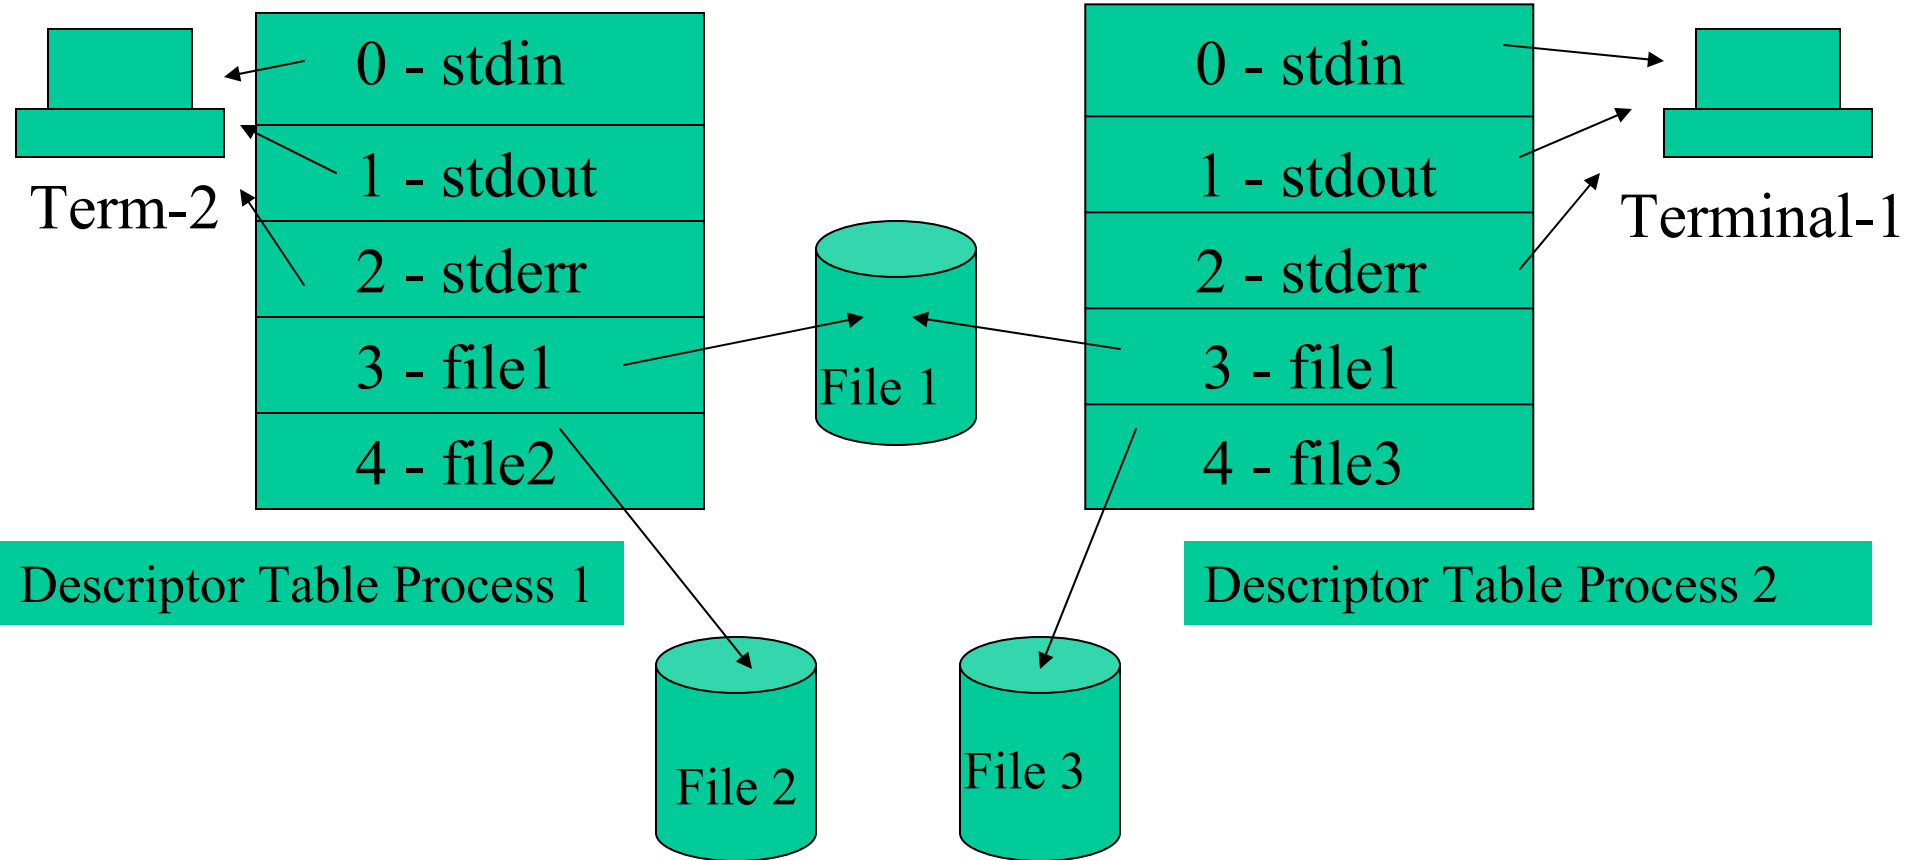 0 - stdin
1 - stdout
2 - stderr
3 - file1
4 - file2
Term-2
Descriptor Table Process 1
File 1
File 2
0 - stdin
1 - stdout
2 - stderr
3 - file1
4 - file3
Terminal-1
Descriptor Table Process 2
File 3